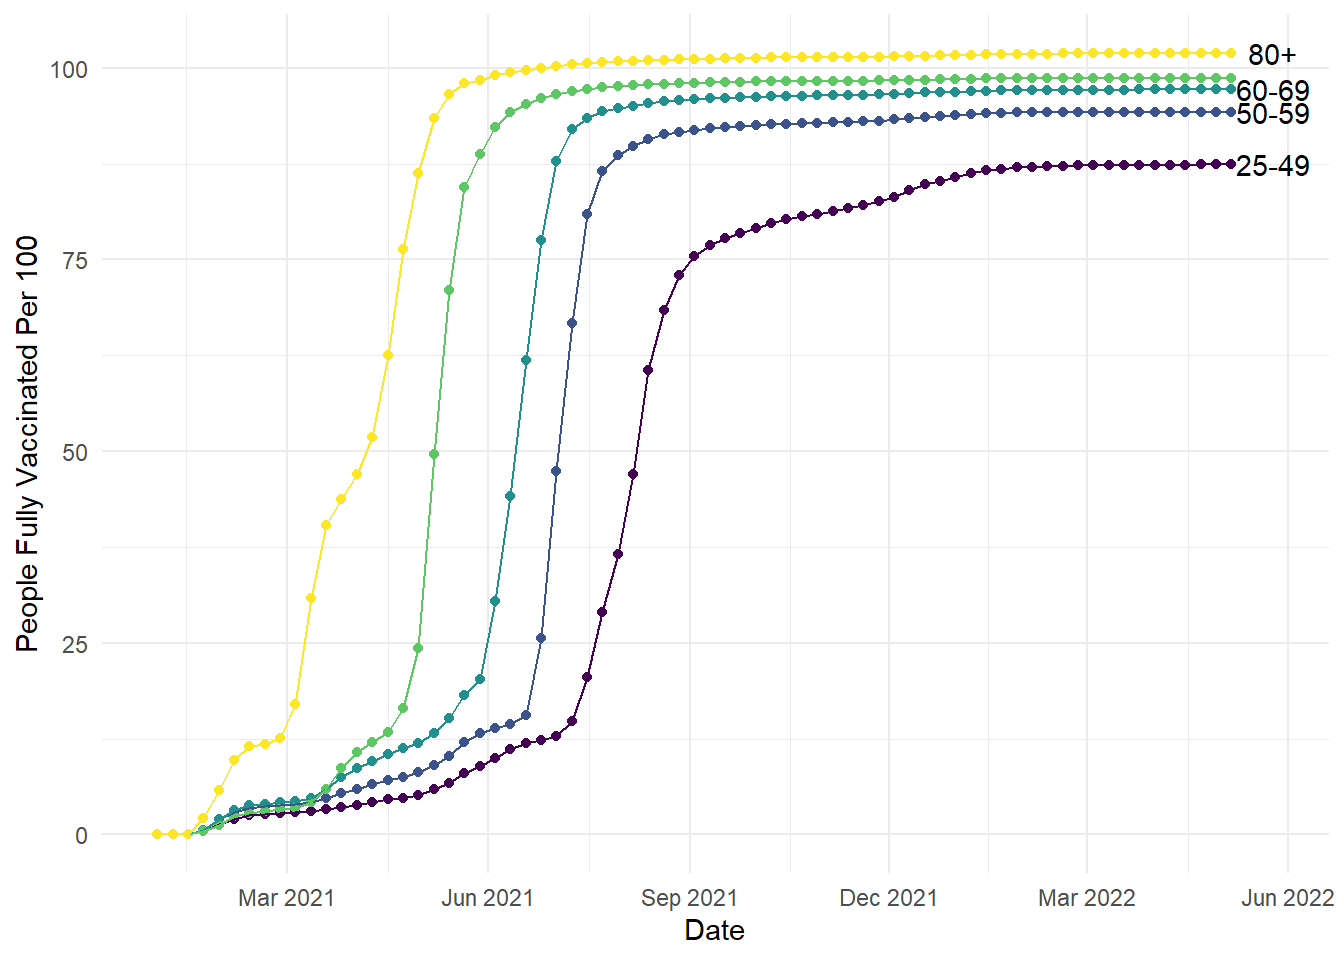 People Fully Vaccinated Per 100
100
75
50
25
0
80+
60-69
50-59
25-49
Mar 2021
Jun 2021
Sep 2021
Dec 2021
Mar 2022
Jun 2022
Date